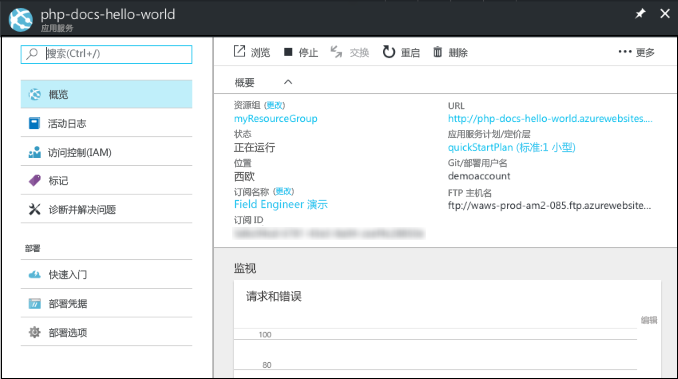 php-docs-hello-world
应用服务
搜索(Ctrl+/)
概览
活动日志
访问控制(IAM)
标记
诊断并解决问题
部署
快速入门
部署凭据
部署选项
浏览 停止 交换 重启 删除 ••• 更多
概要
资源组 (更改)
myResourceGroup
状态
正在运行
位置
西欧
订阅名称 (更改)
Field Engineer 演示
订阅 ID
URL
http://php-docs-hello-world.azurewebsites....
应用服务计划/定价层
quickStartPlan (标准:1 小型)
Git/部署用户名
demoaccount
FTP 主机名
ftp://waws-prod-am2-085.ftp.azurewebsite...
监视
请求和错误
编辑
100
80